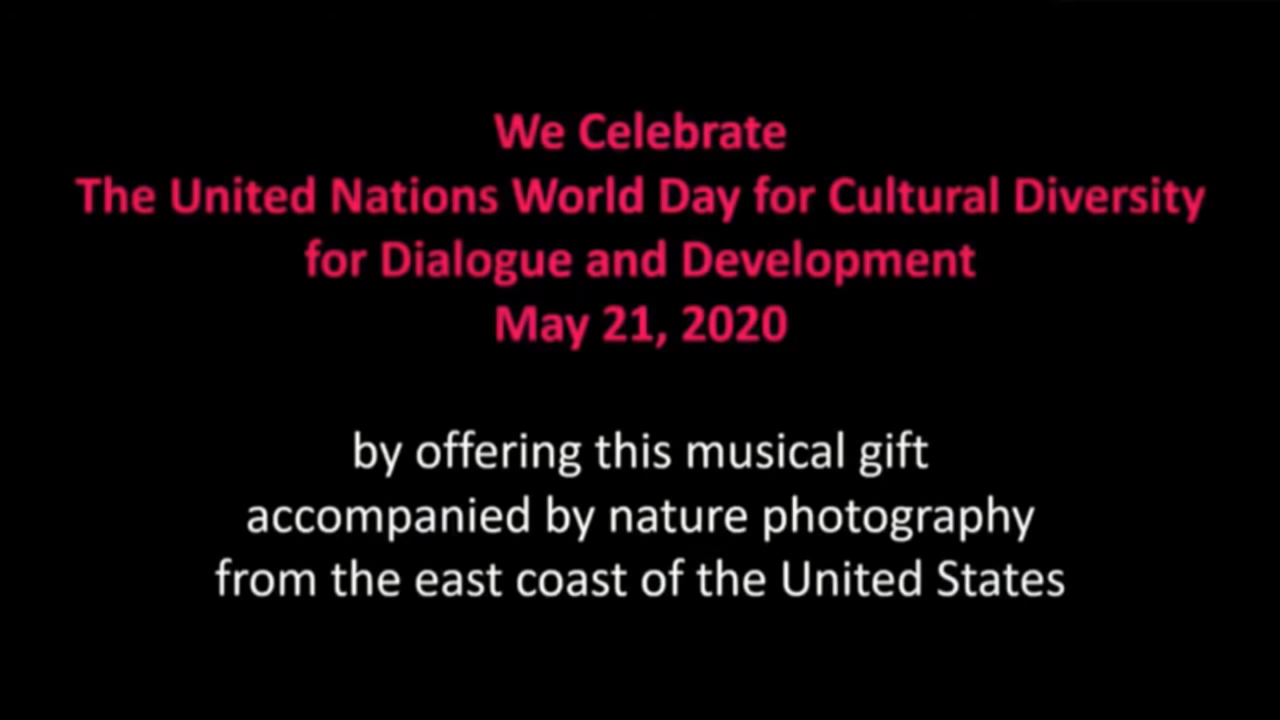 We Celebrate
The United Nations World Day for Cultural Diversity
for Dialogue and Development
May 21, 2020
by offering this musical gift
accompanied by nature photography
from the east coast of the United States